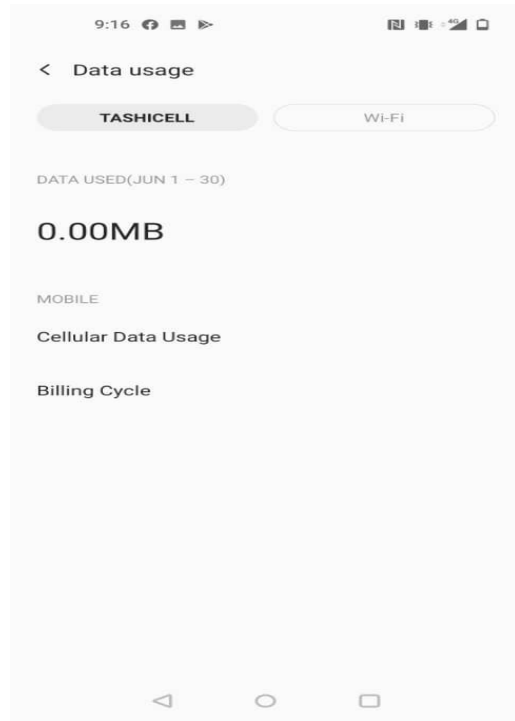 9:16
4G
< Data usage
TASHICELL
Wi-Fi
DATA USED(JUN 1 – 30)
0.00MB
MOBILE
Cellular Data Usage
Billing Cycle